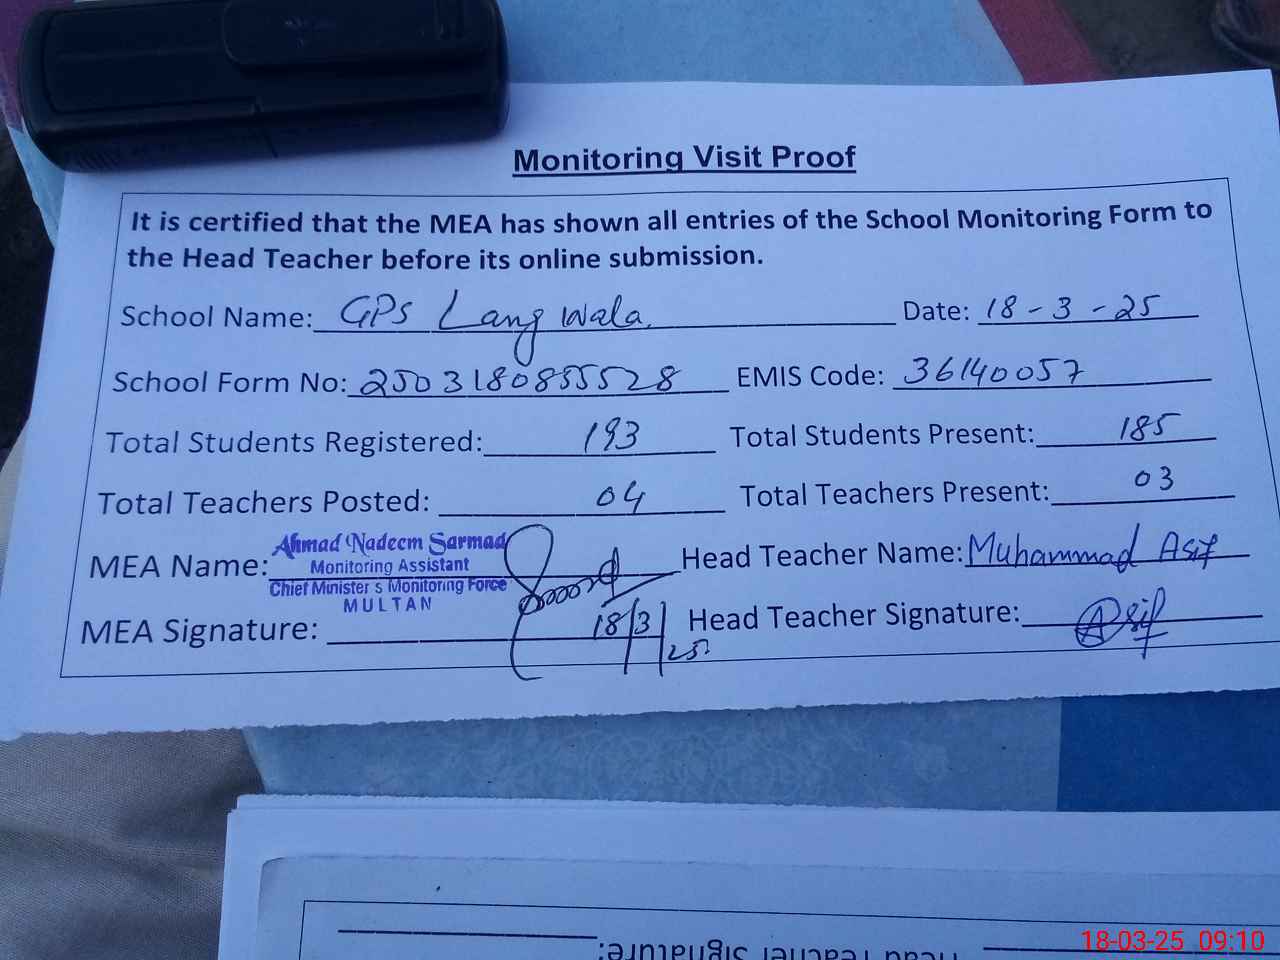 Monitoring Visit Proof
It is certified that the MEA has shown all entries of the School Monitoring Form to
the Head Teacher before its online submission.
School Name: GPS Lang Wala. Date: 18-3-25
School Form No: 250318085528 EMIS Code: 36140057
Total Students Registered: 193 Total Students Present: 185
Total Teachers Posted: 04 Total Teachers Present: 03
MEA Name: Ahmad Nadeem Sarmad Head Teacher Name: Muhammad Asif
Monitoring Assistant
Chief Minister s Monitoring Force
MULTAN
MEA Signature: 18/3/25 Head Teacher Signature: Asif
Head Teacher Signature:
18-03-25 09:10